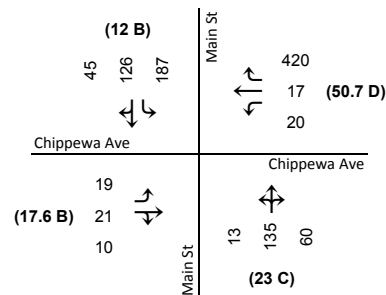 (12 B)
45 126 187
Main St
420
17 (50.7 D)
20
Chippewa Ave
Chippewa Ave
19
(17.6 B) 21
10
Main St
13 135 60
(23 C)